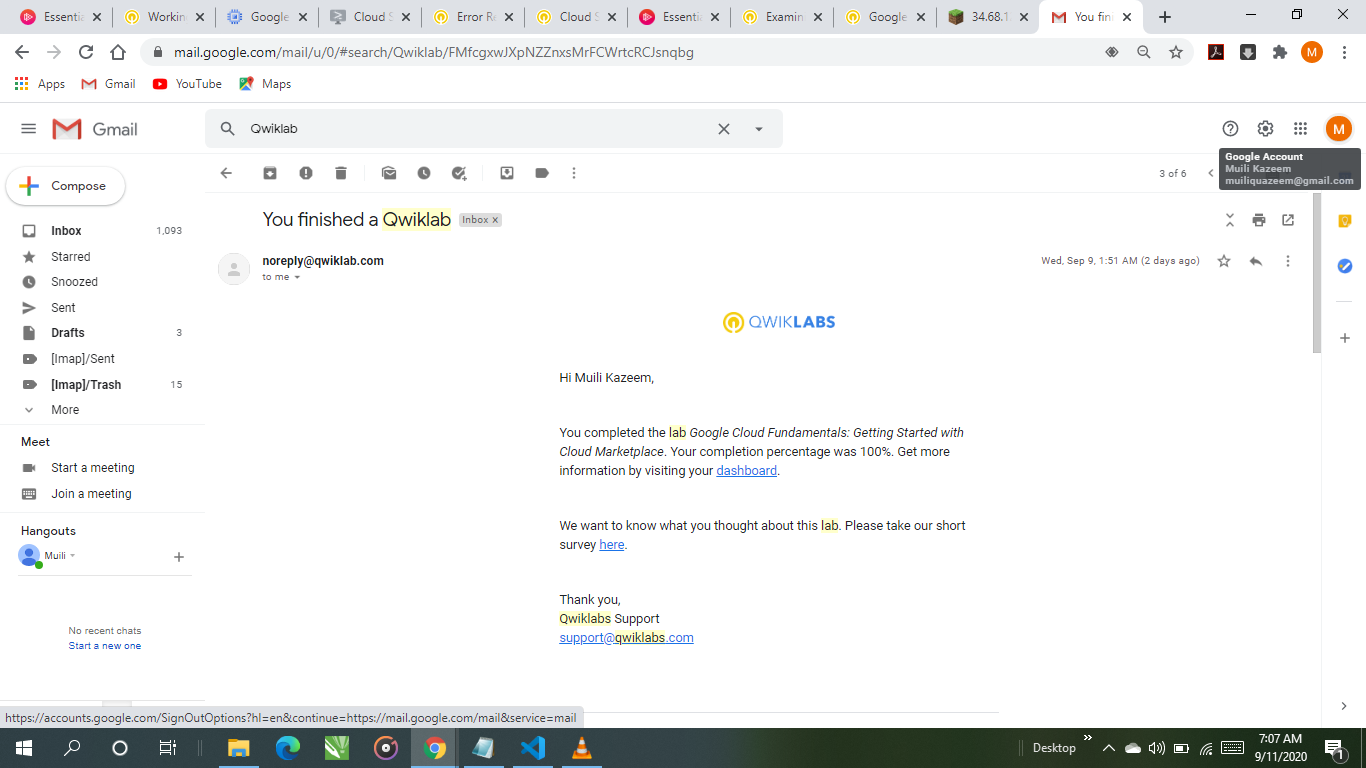 Essentia
Workin
Google
Cloud S
Error Re
Cloud S
Essentia
Examin
Google
34.68.1
You fini
mail.google.com/mail/u/0/#search/Qwiklab/FMfcgxwJXpNZZnxsMrFCWrtcRCJsnqbg
M
Apps
Gmail
YouTube
Maps
Gmail
Qwiklab
M
Google Account
Muili Kazeem
muiliquazeem@gmail.com
Compose
3 of 6
You finished a Qwiklab
Inbox x
Inbox 1,093
Starred
Snoozed
Sent
Drafts 3
[Imap]/Sent
[Imap]/Trash 15
More
noreply@qwiklab.com
to me
Wed, Sep 9, 1:51 AM (2 days ago)
QWIKLABS
Hi Muili Kazeem,
You completed the lab Google Cloud Fundamentals: Getting Started with
Cloud Marketplace. Your completion percentage was 100%. Get more
information by visiting your dashboard.
We want to know what you thought about this lab. Please take our short
survey here.
Thank you,
Qwiklabs Support
support@qwiklabs.com
Meet
Start a meeting
Join a meeting
Hangouts
Muili
No recent chats
Start a new one
https://accounts.google.com/SignOutOptions?hl=en&continue=https://mail.google.com/mail&service=mail
Desktop
7:07 AM
9/11/2020
1